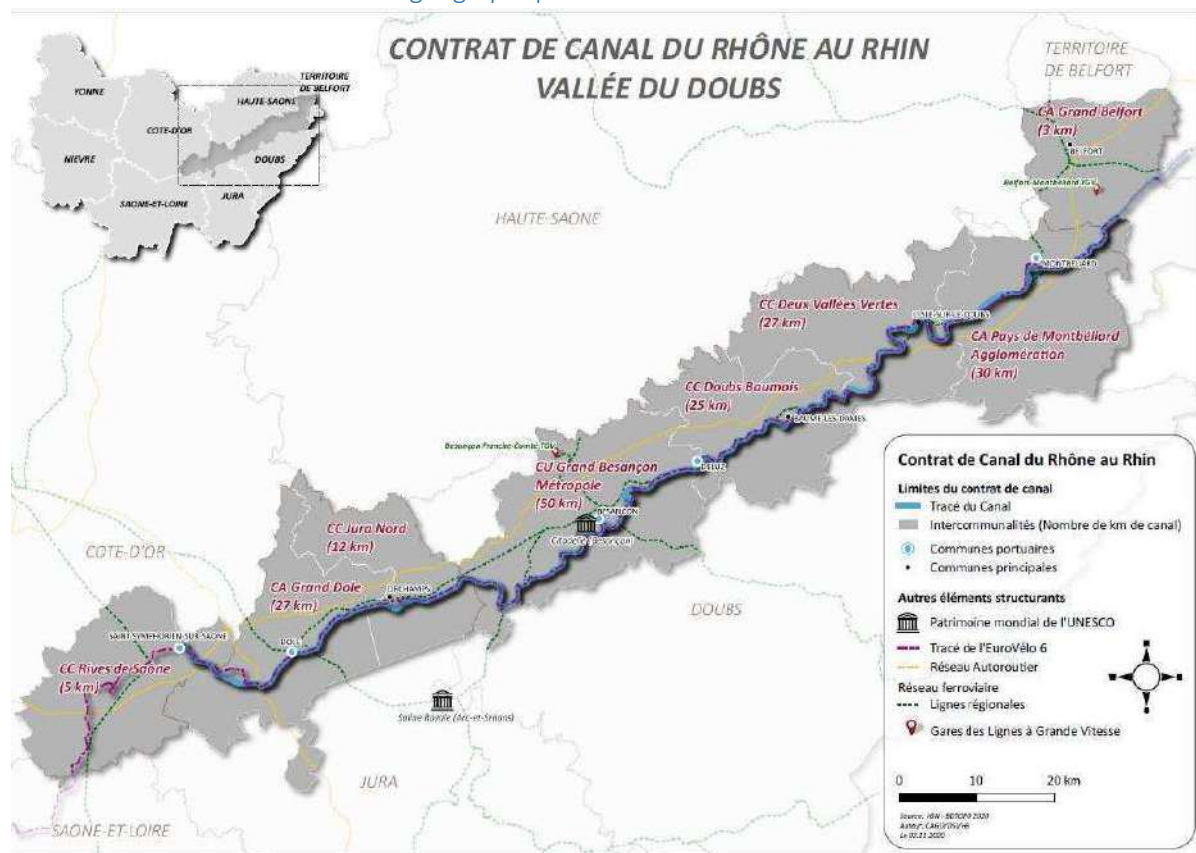 CONTRAT DE CANAL DU RHÔNE AU RHIN
VALLÉE DU DOUBS
YONNE
NIEVRE
COTE-D'OR
SAONE-ET-LOIRE
HAUTE-SAONE
TERRITOIRE
DE BELFORT
DOUBS
JURA
TERRITOIRE
DE BELFORT
CA Grand Belfort
(3 km)
BELFORT
Belfort-Montbéliard TGV
HAUTE-SAONE
MONTBELIARD
CC Deux Vallées Vertes
(27 km)
CA Pays de Montbéliard
Agglomération
(30 km)
CC Doubs Baumois
(25 km)
BAUME-LES-DAMES
Besançon Franche-Comté TGV
CU Grand Besançon
Métropole
(50 km)
DELUZ
BESANCON
Citadelle (Besançon)
CC Jura Nord
(12 km)
COTE-D'OR
CA Grand Dole
(27 km)
ORCHAMPS
DOUBS
SAINT-SYMPHORIEN-SUR-SAONE
DOLE
CC Rives de Saône
(5 km)
Saline Royale (Arc-et-Senans)
JURA
SAONE-ET-LOIRE
Contrat de Canal du Rhône au Rhin
Limites du contrat de canal
Tracé du Canal
Intercommunalités (Nombre de km de canal)
Communes portuaires
Communes principales
Autres éléments structurants
Patrimoine mondial de l'UNESCO
Tracé de l'EuroVélo 6
Réseau Autoroutier
Réseau ferroviaire
Lignes régionales
Gares des Lignes à Grande Vitesse
0 10 20 km
Source: IGN - BDTOPO 2020